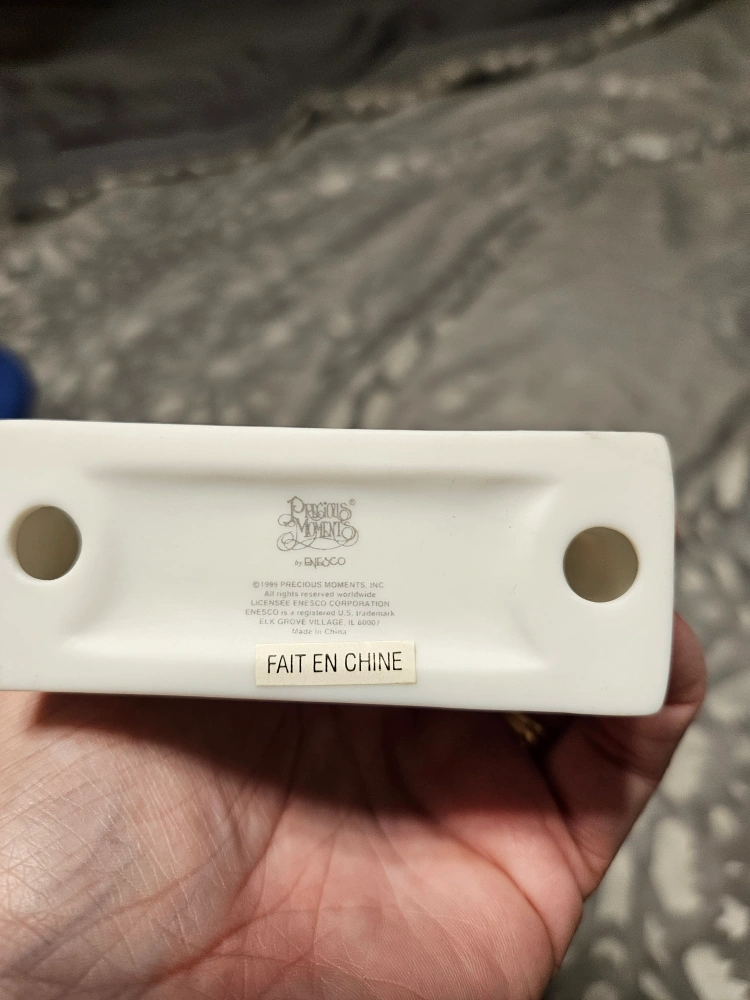 PRECIOUS®
MOMENTS
by ENESCO
©1999 PRECIOUS MOMENTS, INC.
All rights reserved worldwide
LICENSEE ENESCO CORPORATION
ENESCO is a registered U.S. trademark
ELK GROVE VILLAGE, IL 60007
Made in China
FAIT EN CHINE